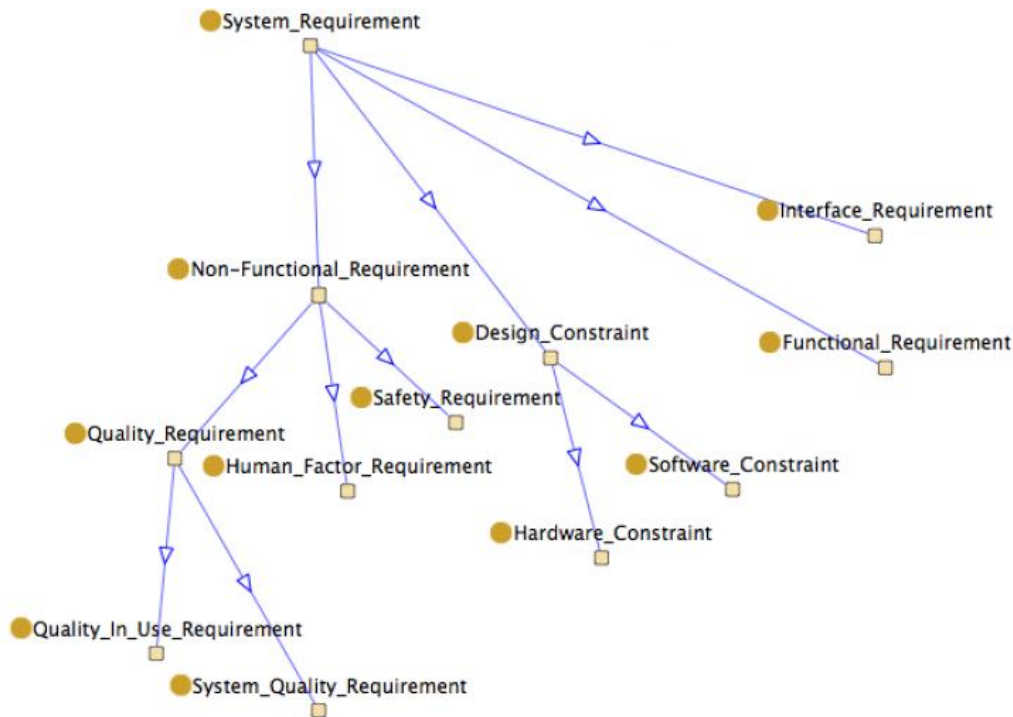 System_Requirement
Interface_Requirement
Non-Functional_Requirement
Design_Constraint
Functional_Requirement
Safety_Requirement
Quality_Requirement
Human_Factor_Requirement
Software_Constraint
Hardware_Constraint
Quality_In_Use_Requirement
System_Quality_Requirement